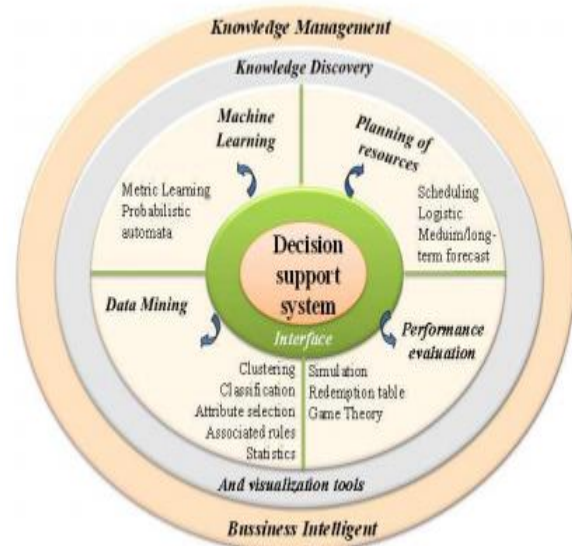 Knowledge Management
Knowledge Discovery
Machine
Learning
Planning of
resources
Metric Learning
Probabilistic
automata
Scheduling
Logistic
Meduim/long-
term forecast
Decision
support
system
Interface
Data Mining
Performance
evaluation
Clustering
Classification
Attribute selection
Associated rules
Statistics
Simulation
Redemption table
Game Theory
And visualization tools
Bussiness Intelligent